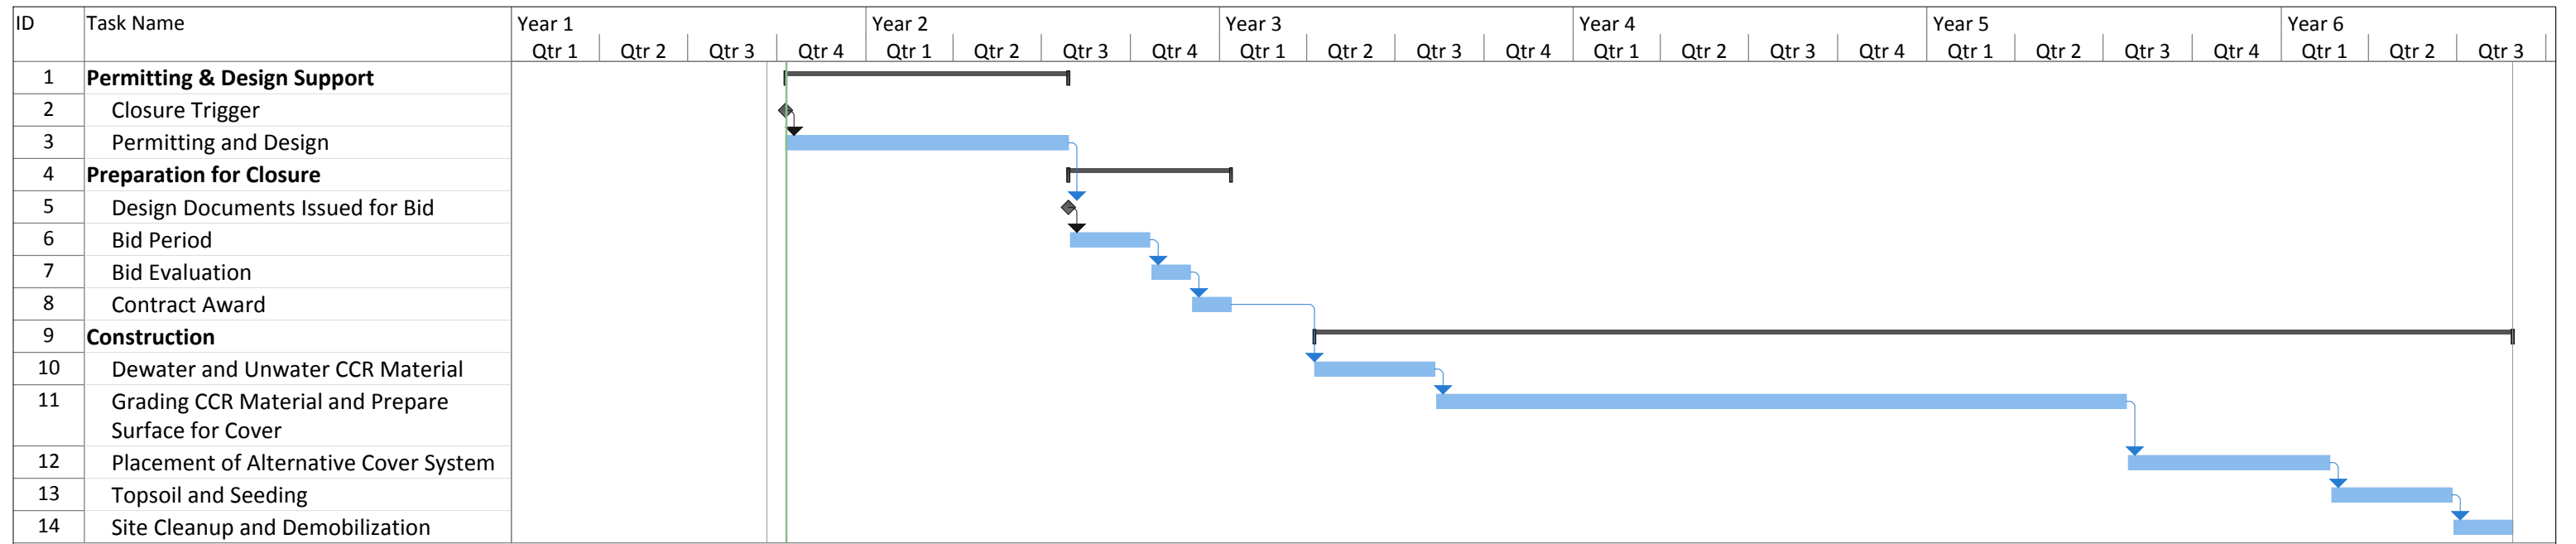 ID Task Name Year 1 Year 2 Year 3 Year 4 Year 5 Year 6
Qtr 1 Qtr 2 Qtr 3 Qtr 4 Qtr 1 Qtr 2 Qtr 3 Qtr 4 Qtr 1 Qtr 2 Qtr 3 Qtr 4 Qtr 1 Qtr 2 Qtr 3 Qtr 4 Qtr 1 Qtr 2 Qtr 3 Qtr 4 Qtr 1 Qtr 2 Qtr 3
1 Permitting & Design Support
2 Closure Trigger
3 Permitting and Design
4 Preparation for Closure
5 Design Documents Issued for Bid
6 Bid Period
7 Bid Evaluation
8 Contract Award
9 Construction
10 Dewater and Unwater CCR Material
11 Grading CCR Material and Prepare
Surface for Cover
12 Placement of Alternative Cover System
13 Topsoil and Seeding
14 Site Cleanup and Demobilization